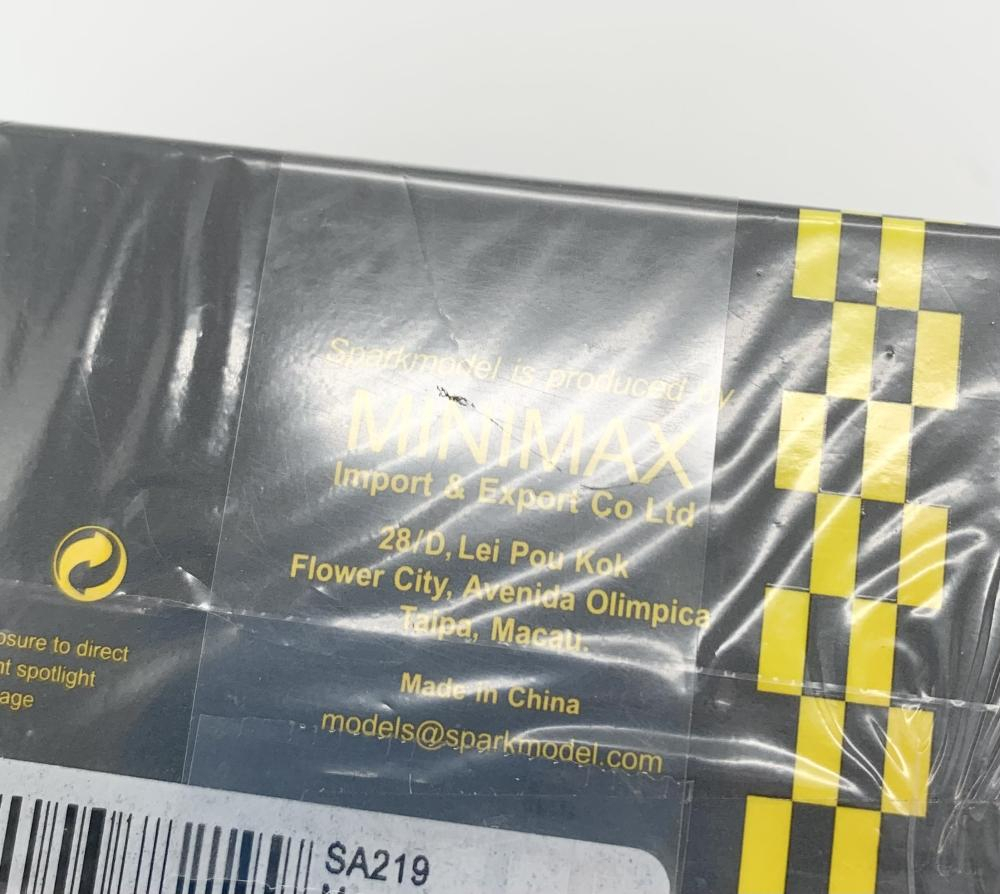 Sparkmodel is produced by
MINIMAX
Import & Export Co Ltd
28/D, Lei Pou Kok
Flower City, Avenida Olimpica
Taipa, Macau.
Made in China
models@sparkmodel.com
osure to direct
nt spotlight
age
SA219